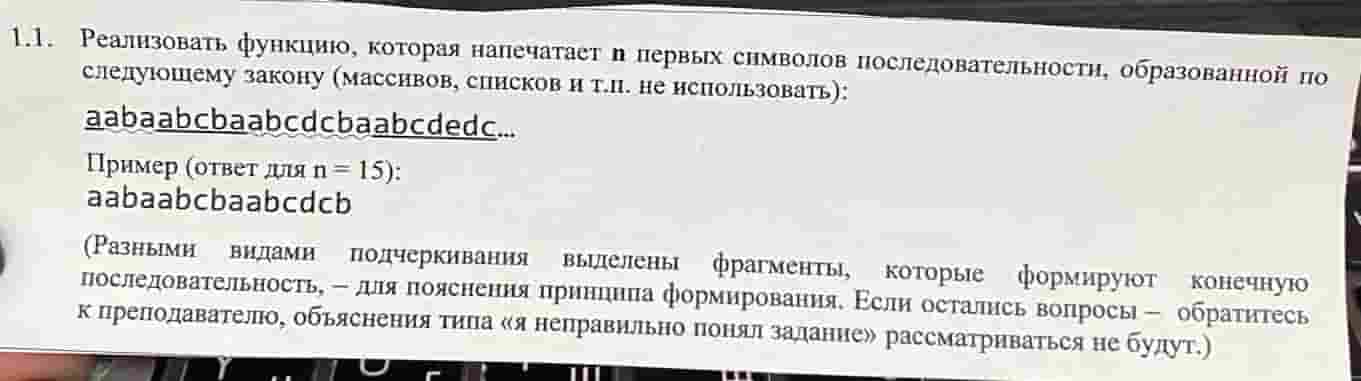 1.1. Реализовать функцию, которая напечатает n первых символов последовательности, образованной по
следующему закону (массивов, списков и т.п. не использовать):
aabaabcbaabcdcbaabcdedc...
Пример (ответ для n = 15):
aabaabcbaabcdcb
(Разными видами подчеркивания выделены фрагменты, которые формируют конечную
последовательность, – для пояснения принципа формирования. Если остались вопросы – обратитесь
к преподавателю, объяснения типа «я неправильно понял задание» рассматриваться не будут.)